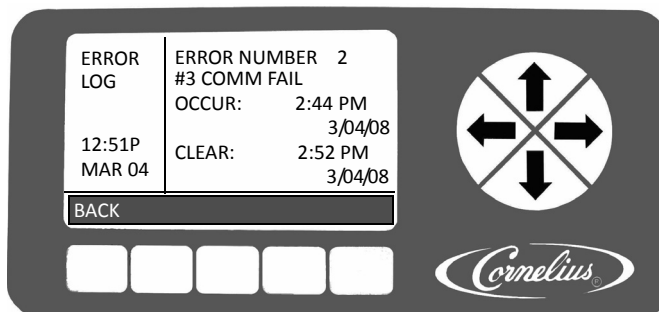 ERROR
LOG
12:51P
MAR 04
ERROR NUMBER 2
#3 COMM FAIL
OCCUR: 2:44 PM
3/04/08
CLEAR: 2:52 PM
3/04/08
BACK
Cornelius®